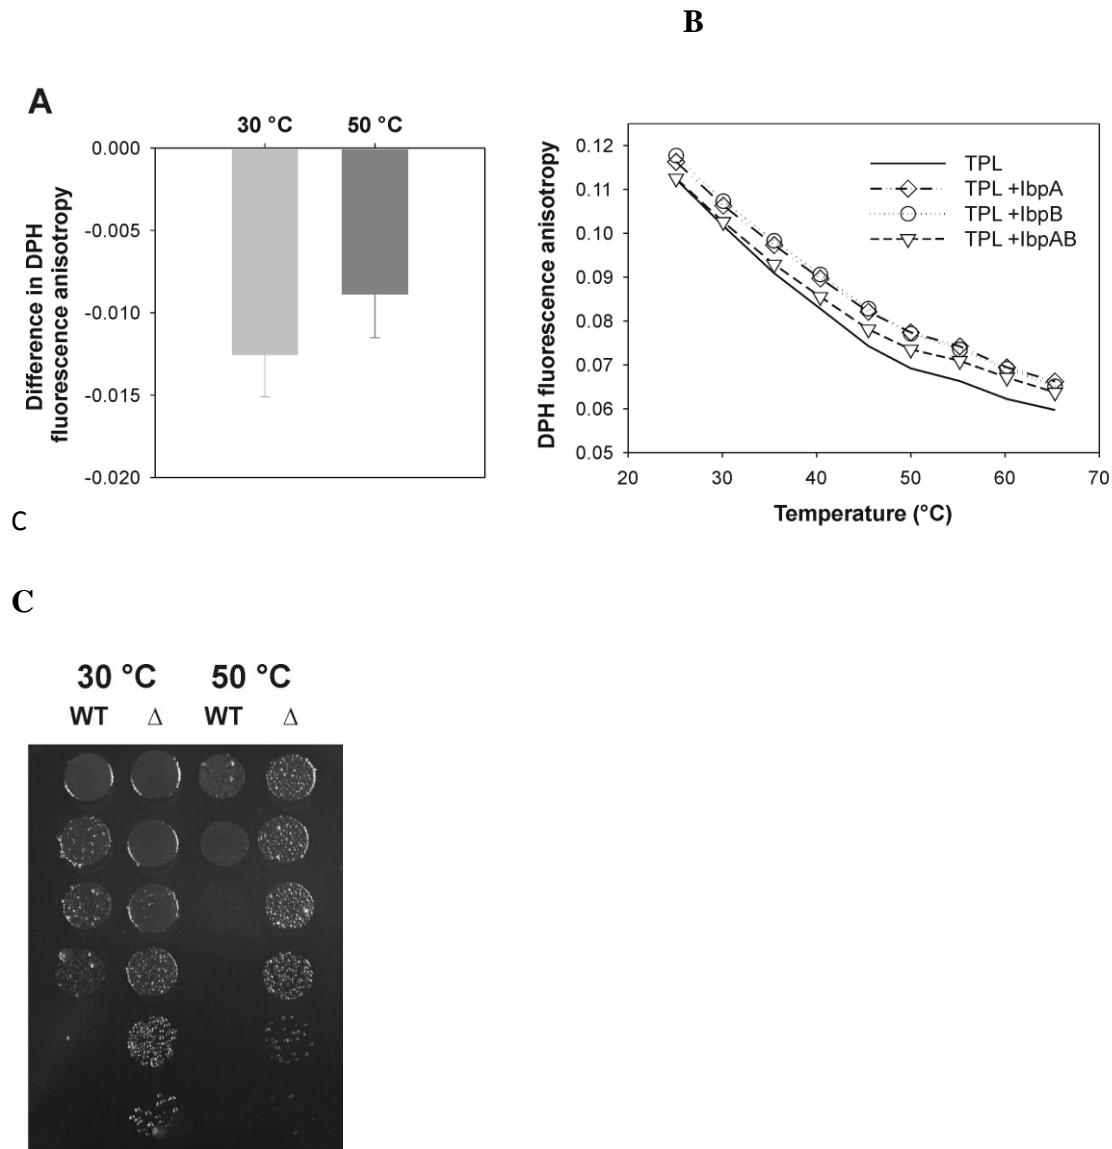 B
A
30 °C 50 °C
0.000
-0.005
-0.010
-0.015
-0.020
Difference in DPH
fluorescence anisotropy
DPH fluorescence anisotropy
0.12
0.11
0.10
0.09
0.08
0.07
0.06
0.05
TPL
TPL +IbpA
TPL +IbpB
TPL +IbpAB
20 30 40 50 60 70
Temperature (°C)
C
C
30 °C 50 °C
WT Δ WT Δ